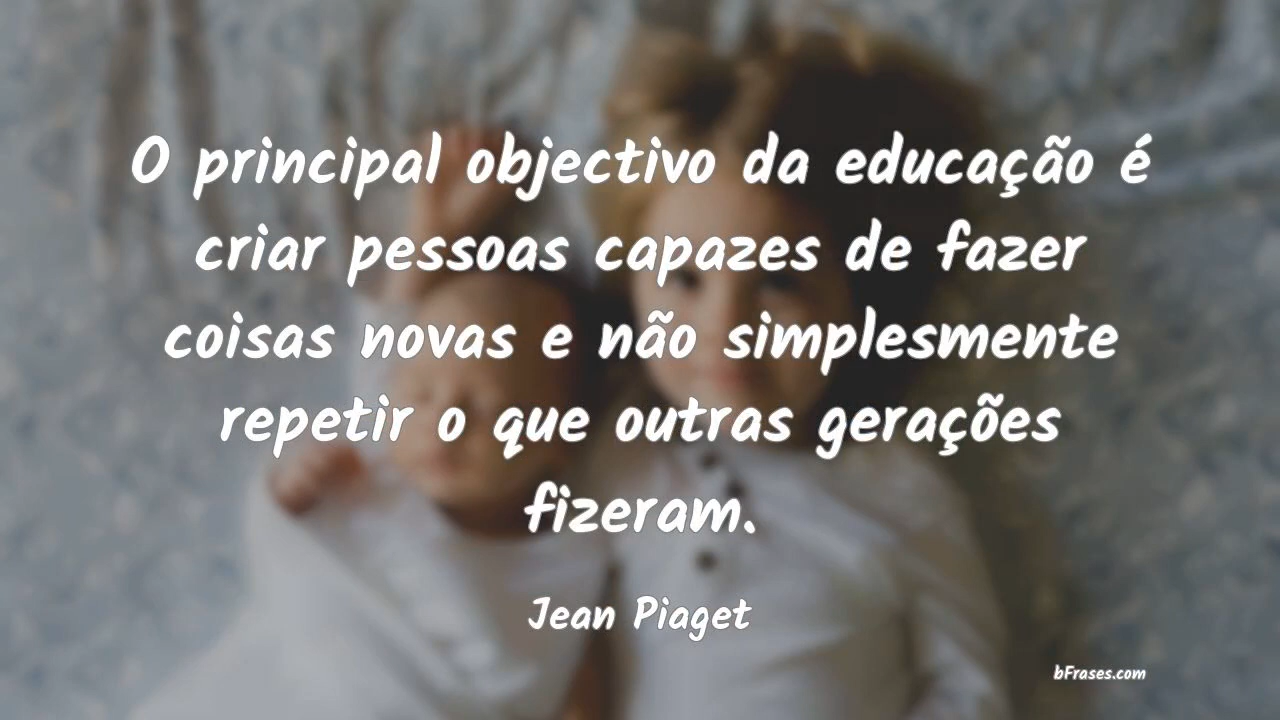 O principal objectivo da educação é
criar pessoas capazes de fazer
coisas novas e não simplesmente
repetir o que outras gerações
fizeram.
Jean Piaget
bFrases.com